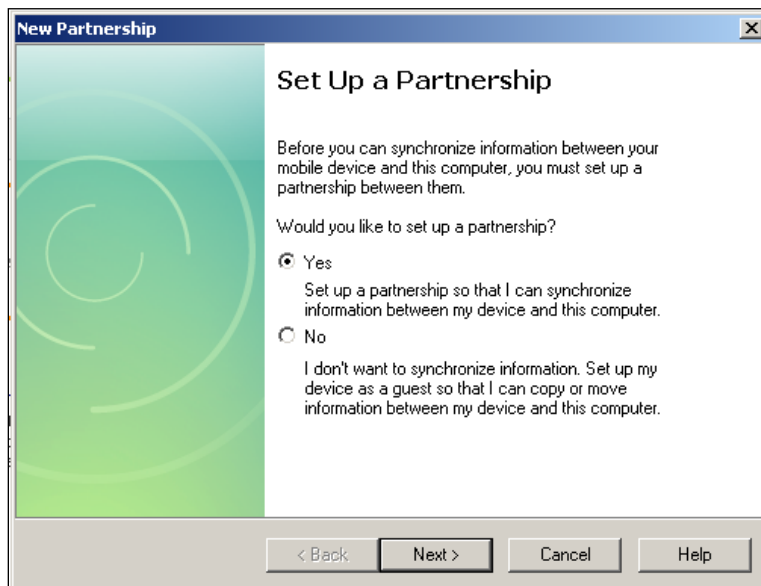 New Partnership
Set Up a Partnership
Before you can synchronize information between your
mobile device and this computer, you must set up a
partnership between them.
Would you like to set up a partnership?
Yes
Set up a partnership so that I can synchronize
information between my device and this computer.
No
I don't want to synchronize information. Set up my
device as a guest so that I can copy or move
information between my device and this computer.
< Back
Next >
Cancel
Help